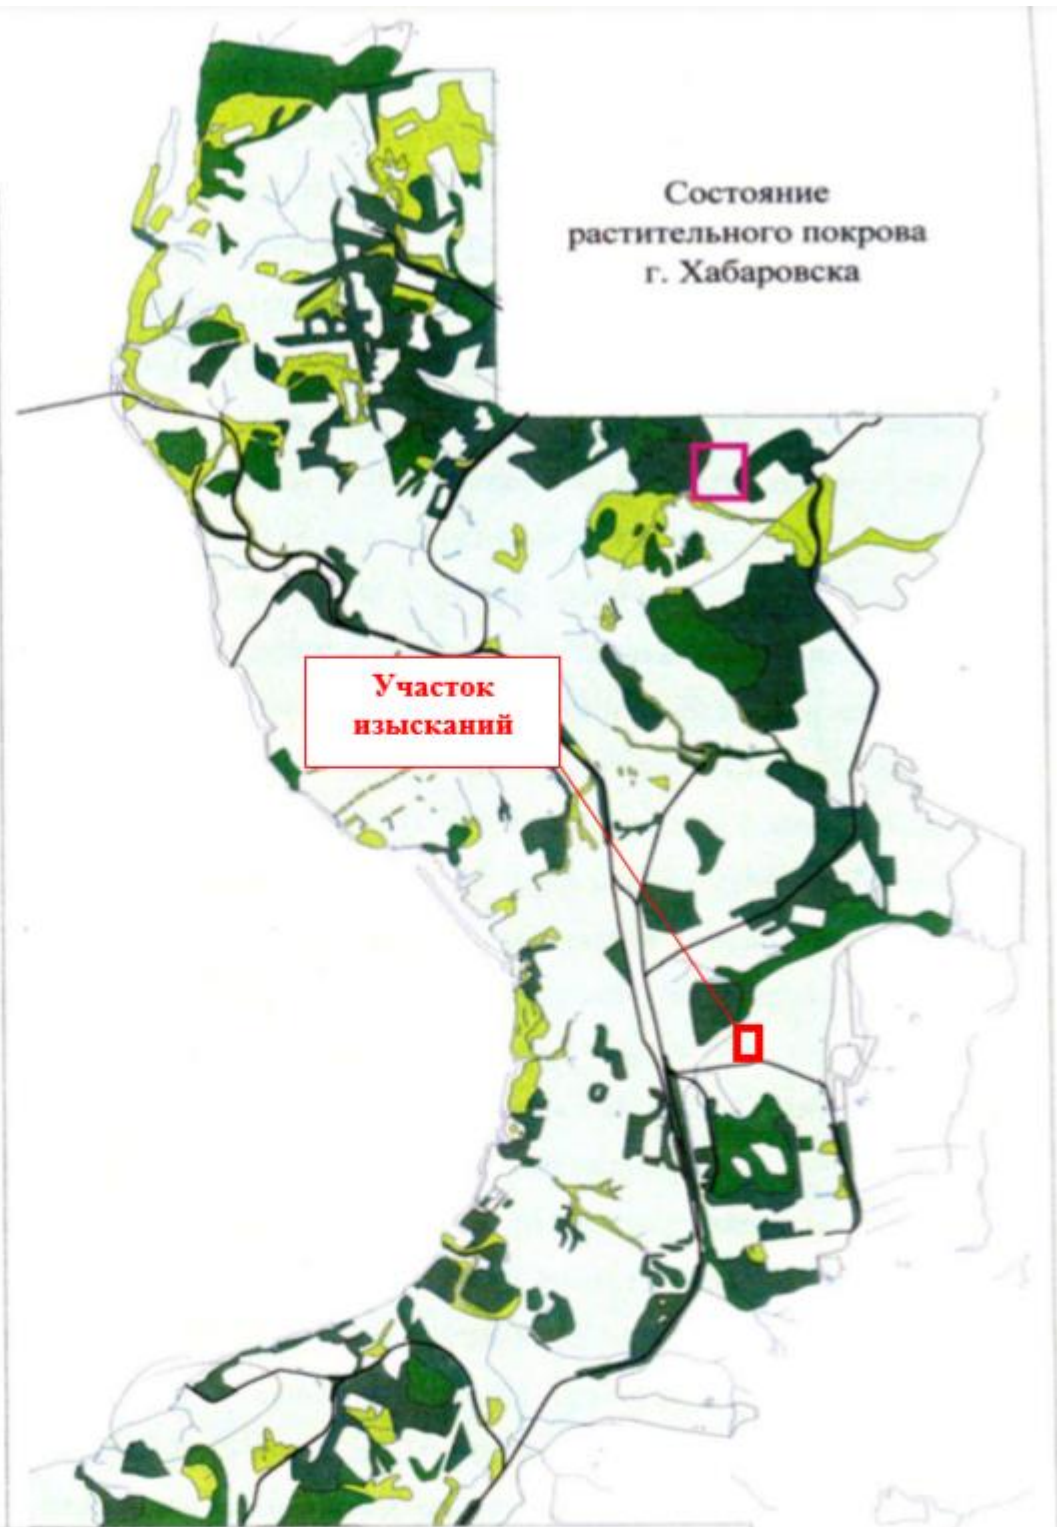 Состояние
растительного покрова
г. Хабаровска
Участок
изысканий